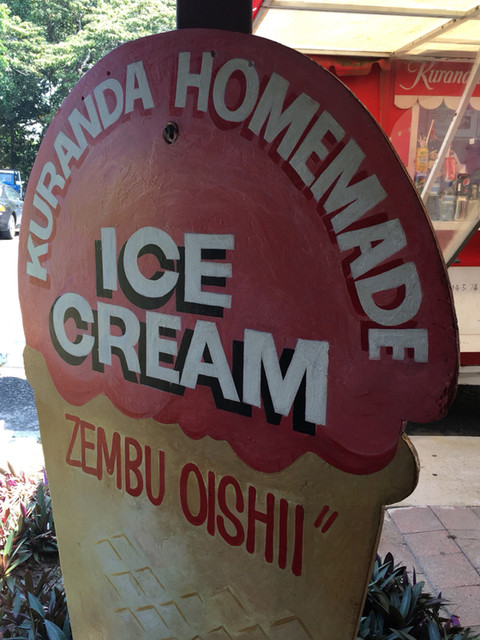 KURANDA HOMEMADE
ICE
CREAM
ZEMBU OISHII"
Kuranda